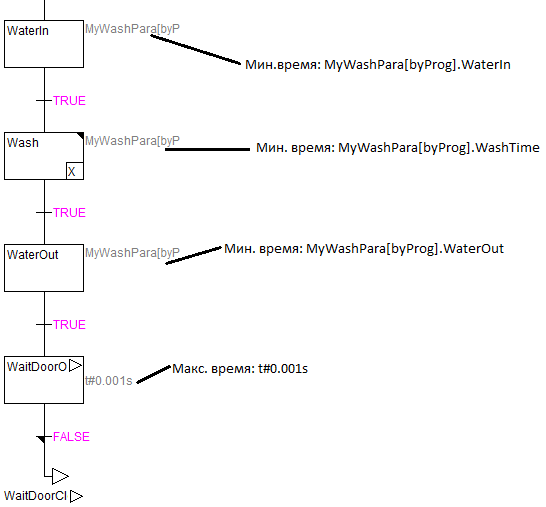 WaterIn
MyWashPara[byP
Мин.время: MyWashPara[byProg].WaterIn
TRUE
Wash
MyWashPara[byP
Мин. время: MyWashPara[byProg].WashTime
X
TRUE
WaterOut
MyWashPara[byP
Мин. время: MyWashPara[byProg].WaterOut
TRUE
WaitDoorO
t#0.001s
Макс. время: t#0.001s
FALSE
WaitDoorCl